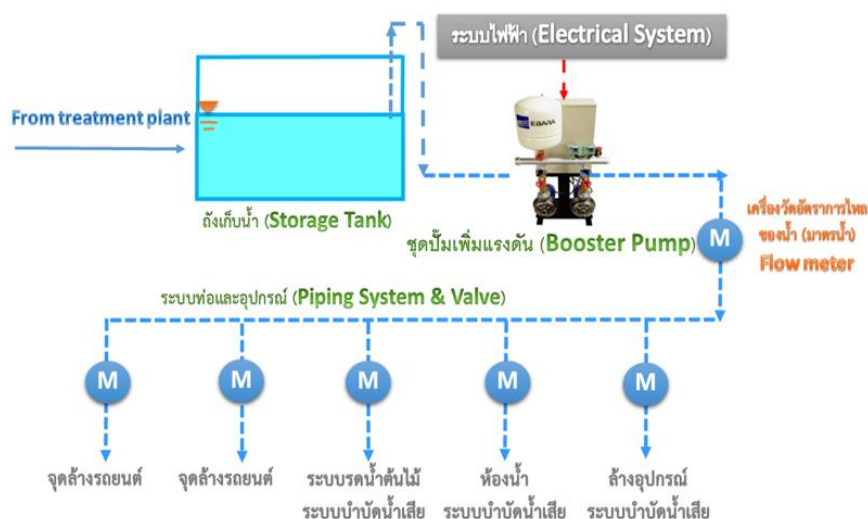 ระบบไฟฟ้า (Electrical System)
From treatment plant
EBARA
ถังเก็บน้ำ (Storage Tank)
ชุดปั๊มเพิ่มแรงดัน (Booster Pump)
M
เครื่องวัดอัตราการไหล
ของน้ำ (มาตรน้ำ)
Flow meter
ระบบท่อและอุปกรณ์ (Piping System & Valve)
M M M M M
จุดล้างรถยนต์ จุดล้างรถยนต์ ระบบรดน้ำต้นไม้ ห้องน้ำ ล้างอุปกรณ์
ระบบบำบัดน้ำเสีย ระบบบำบัดน้ำเสีย ระบบบำบัดน้ำเสีย